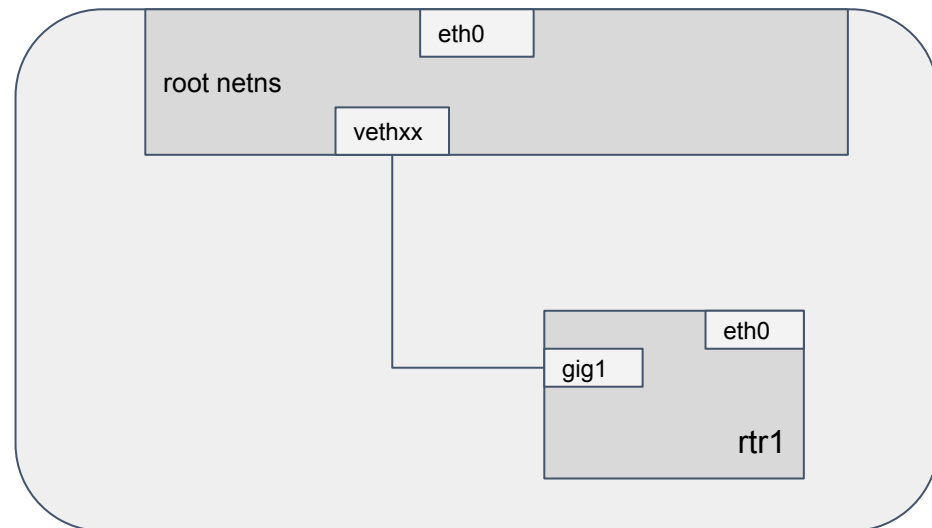 eth0
root netns
vethxx
eth0
gig1
rtr1